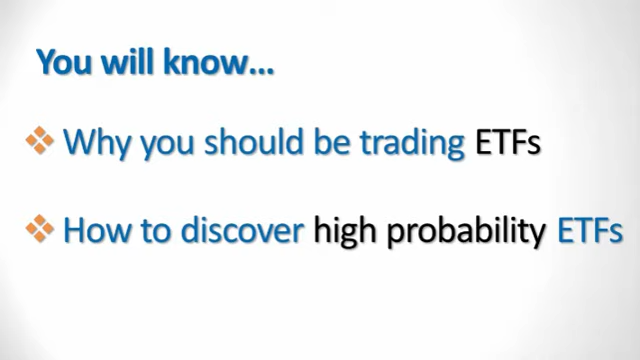 You will know...
Why you should be trading ETFs
How to discover high probability ETFs